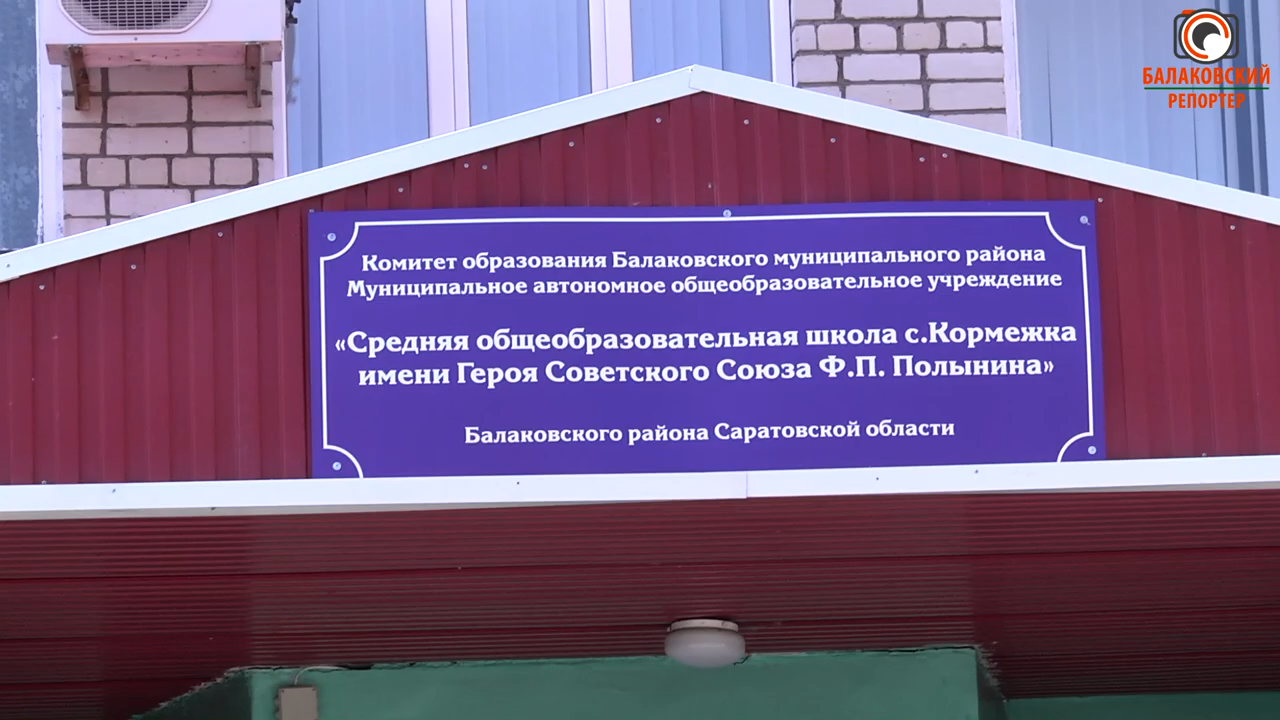 БАЛАКОВСКИЙ
РЕПОРТЕР
Комитет образования Балаковского муниципального района
Муниципальное автономное общеобразовательное учреждение
«Средняя общеобразовательная школа с.Кормежка
имени Героя Советского Союза Ф.П. Полынина»
Балаковского района Саратовской области